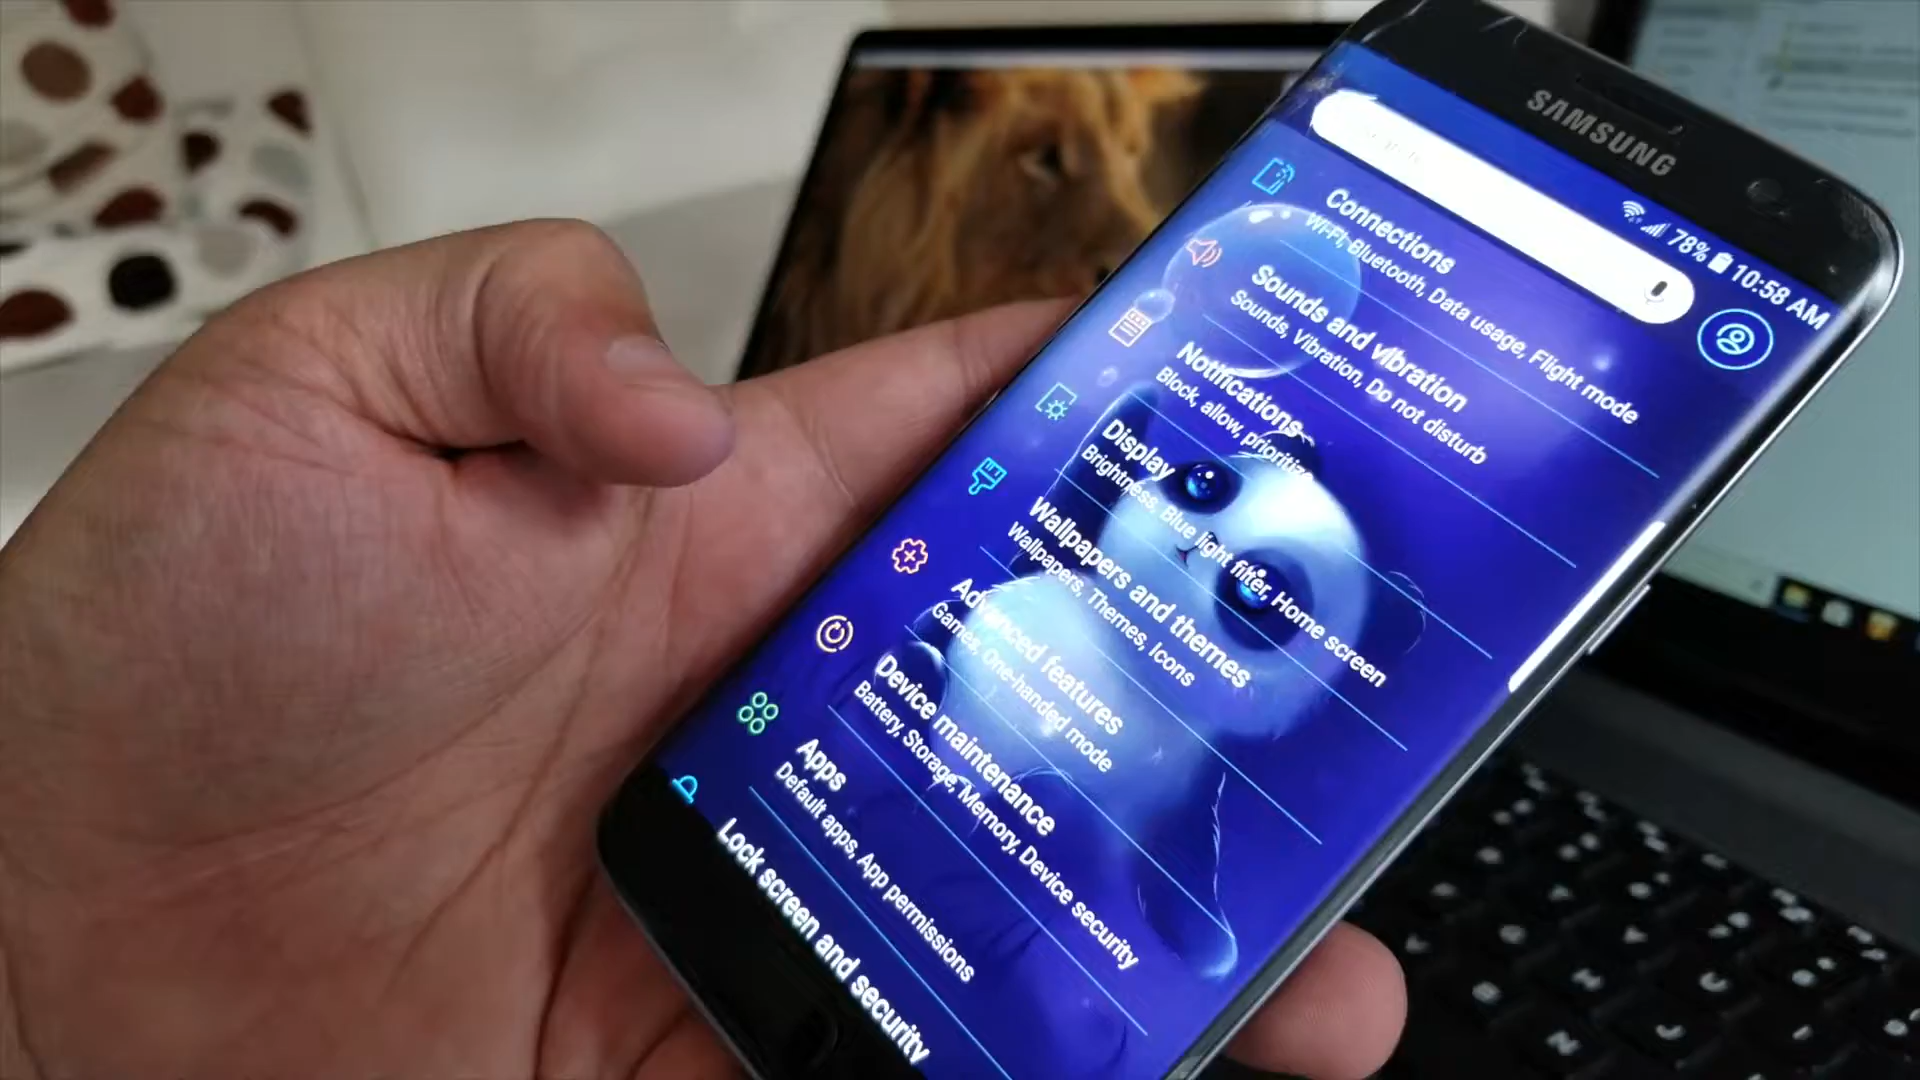 SAMSUNG
78% 10:58 AM
Connections
Wi-Fi, Bluetooth, Data usage, Flight mode
Sounds and vibration
Sounds, Vibration, Do not disturb
Notifications
Block, allow, prioritize
Display
Brightness, Blue light filter, Home screen
Wallpapers and themes
Wallpapers, Themes, Icons
Advanced features
Games, One-handed mode
Device maintenance
Battery, Storage, Memory, Device security
Apps
Default apps, App permissions
Lock screen and security